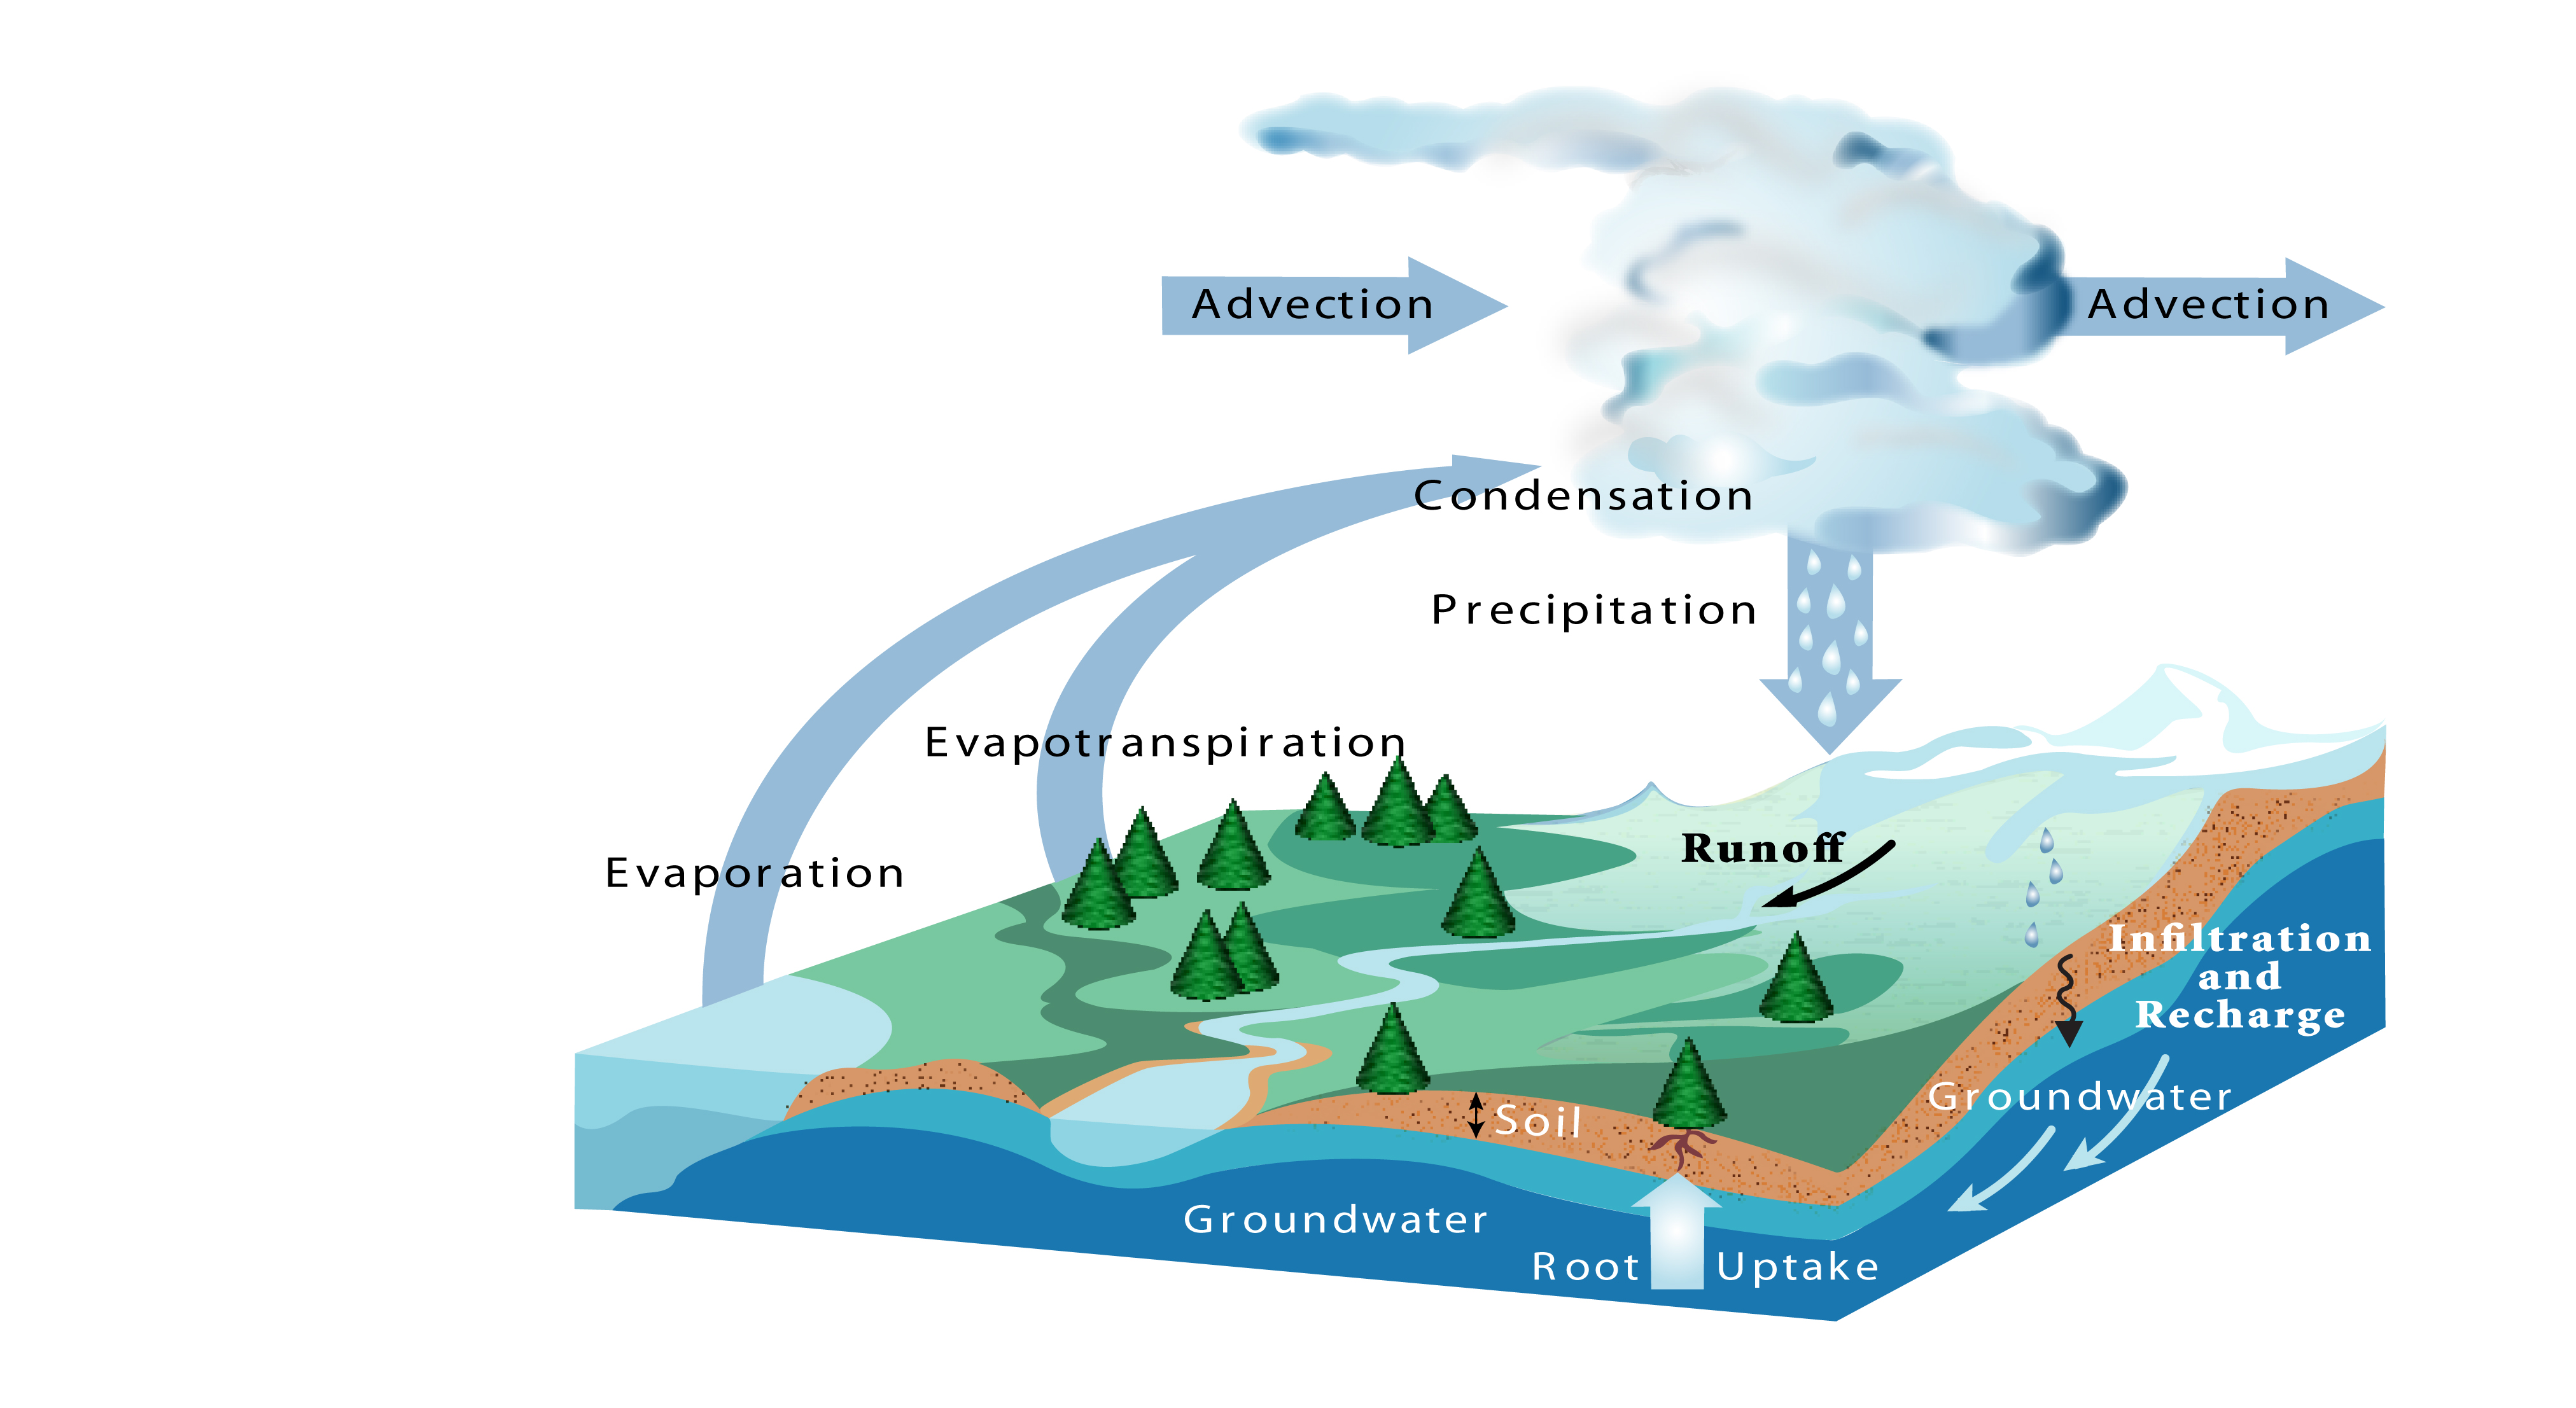 Advection
Advection
Condensation
Precipitation
Evapotranspiration
Evaporation
Runoff
Infiltration
and
Recharge
Groundwater
Soil
Groundwater
Root Uptake